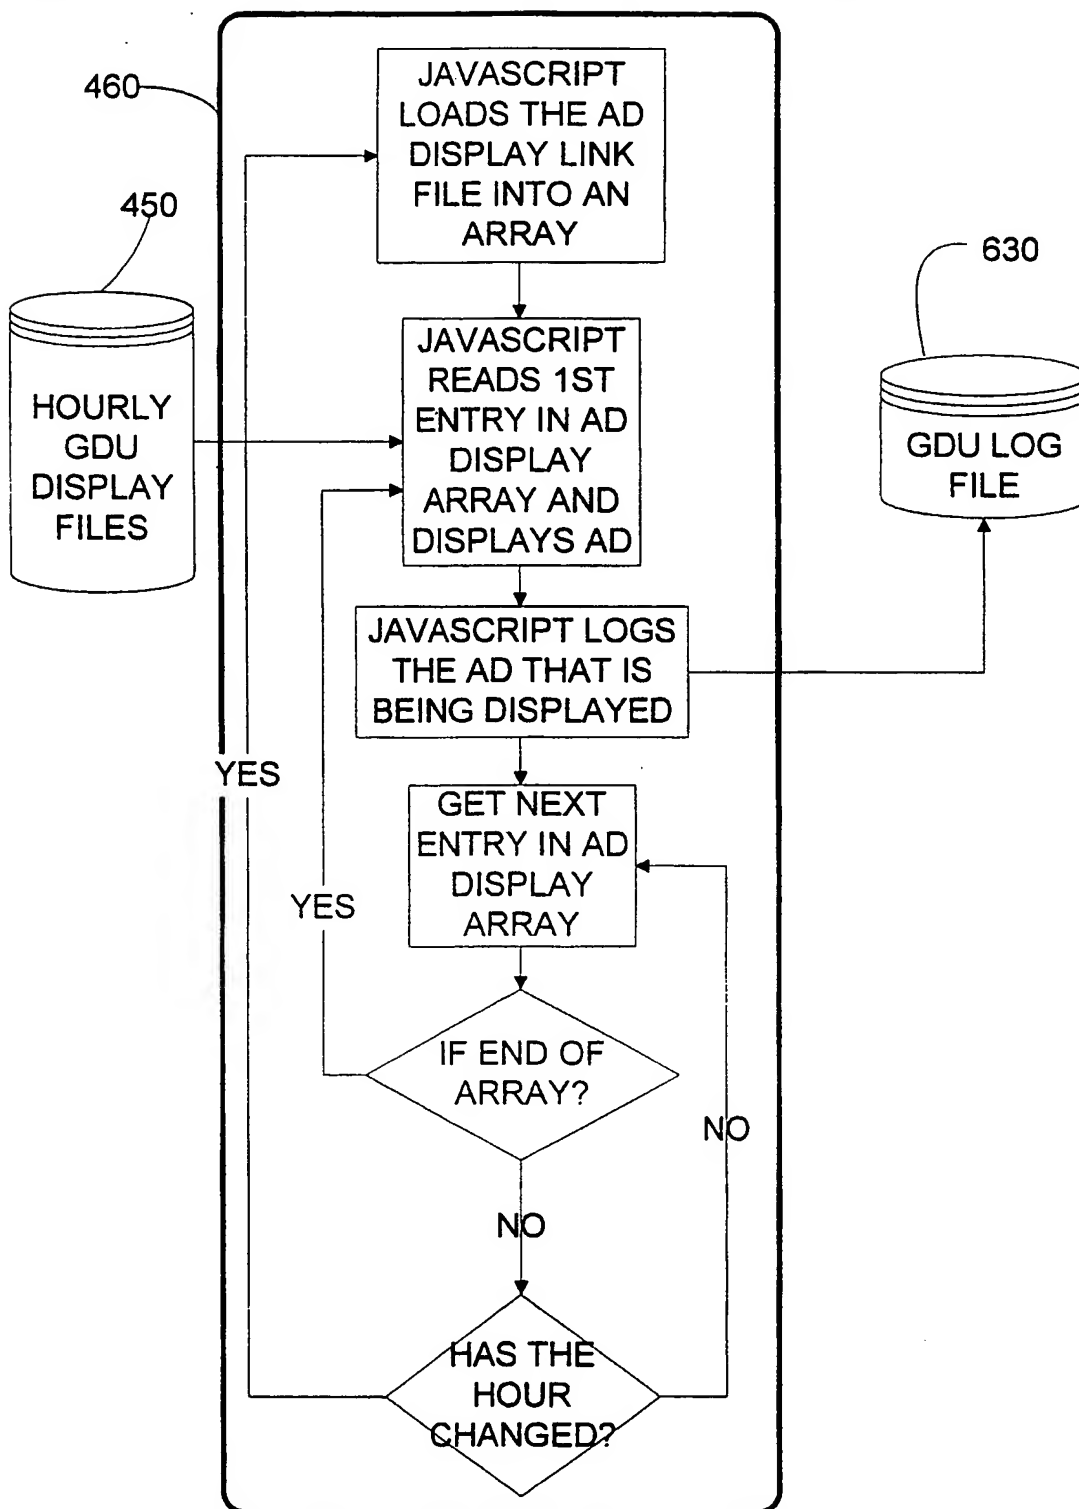 460
JAVASCRIPT
LOADS THE AD
DISPLAY LINK
FILE INTO AN
ARRAY
450
630
HOURLY
GDU
DISPLAY
FILES
JAVASCRIPT
READS 1ST
ENTRY IN AD
DISPLAY
ARRAY AND
DISPLAYS AD
GDU LOG
FILE
JAVASCRIPT LOGS
THE AD THAT IS
BEING DISPLAYED
YES
GET NEXT
ENTRY IN AD
DISPLAY
ARRAY
YES
IF END OF
ARRAY?
NO
NO
HAS THE
HOUR
CHANGED?